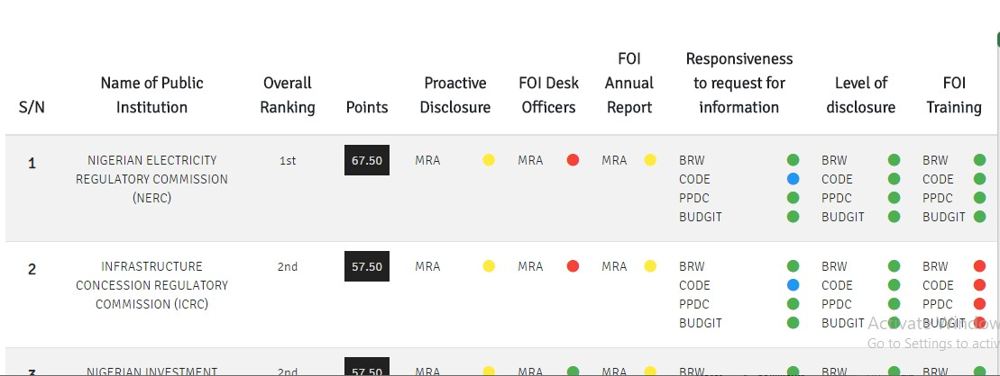 S/N Name of Public Institution Overall Ranking Points Proactive Disclosure FOI Desk Officers FOI Annual Report Responsiveness to request for information Level of disclosure FOI Training
1 NIGERIAN ELECTRICITY 1st 67.50 MRA MRA MRA BRW BRW BRW
REGULATORY COMMISSION CODE CODE CODE
(NERC) PPDC PPDC PPDC
BUDGIT BUDGIT BUDGIT
2 INFRASTRUCTURE 2nd 57.50 MRA MRA MRA BRW BRW BRW
CONCESSION REGULATORY CODE CODE CODE
COMMISSION (ICRC) PPDC PPDC PPDC
BUDGIT BUDGIT BUDGIT
Activate Window
Go to Settings to activ
3 NIGERIAN INVESTMENT 2nd 57.50 MRA MRA MRA BRW BRW BRW